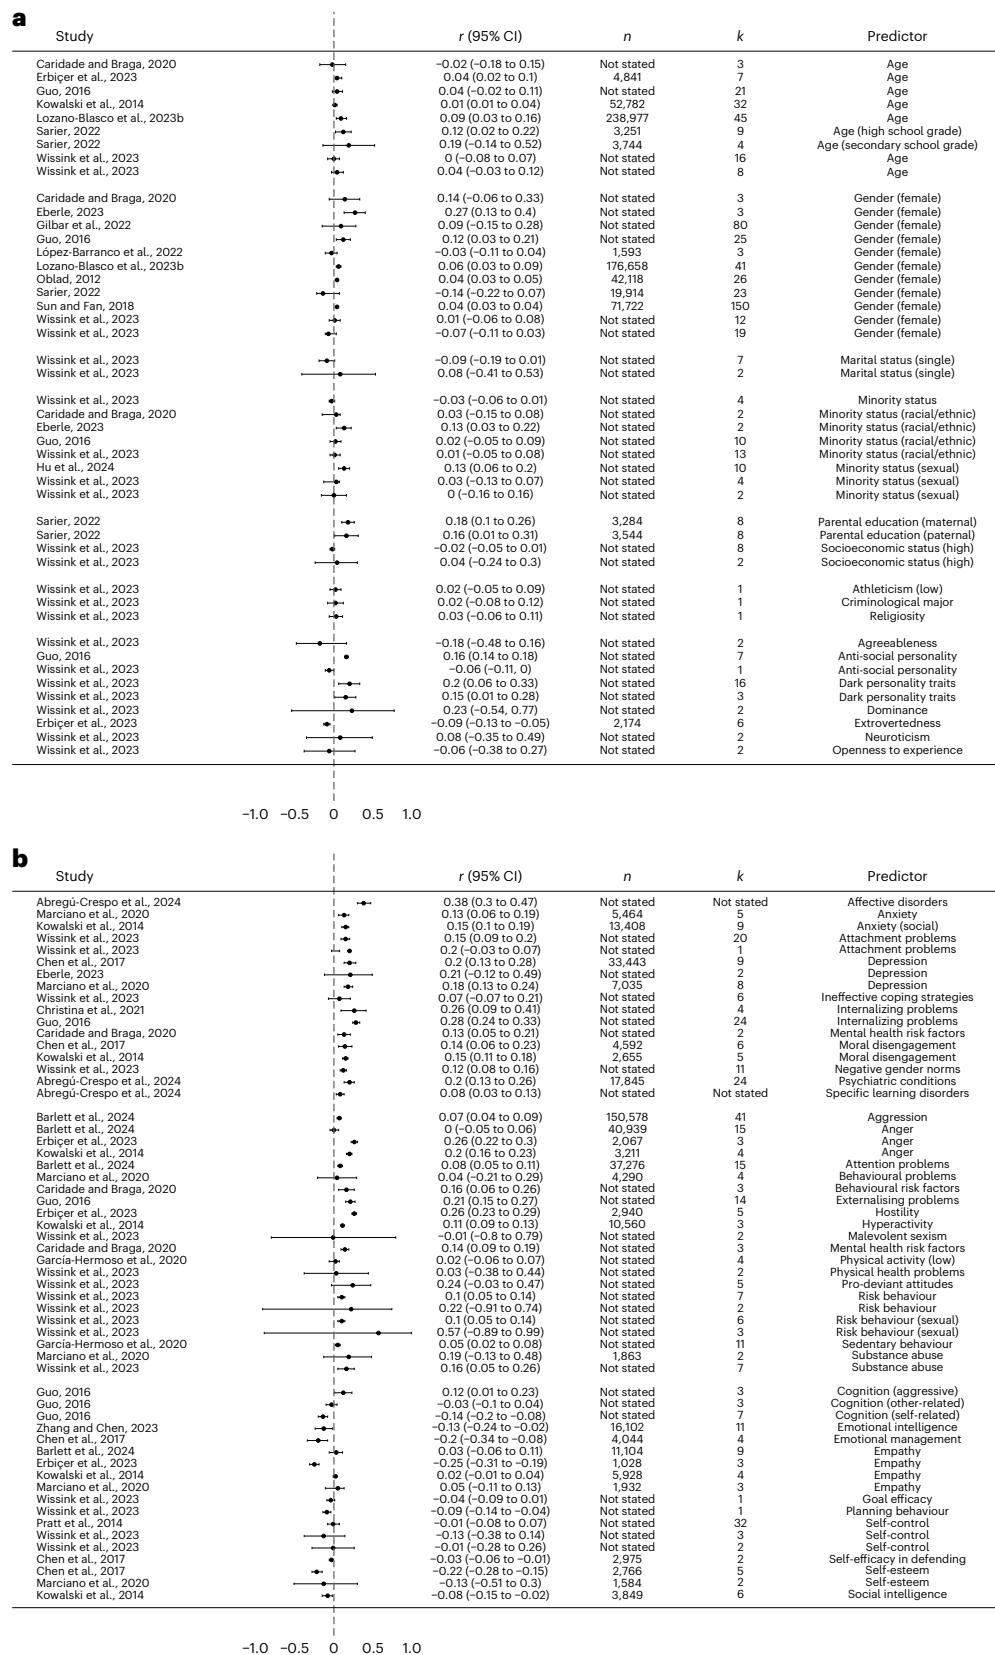 a
Study r (95% CI) n k Predictor
Caridade and Braga, 2020 −0.02 (−0.18 to 0.15) Not stated 3 Age
Erbiçer et al., 2023 0.04 (0.02 to 0.1) 4,841 7 Age
Guo, 2016 0.04 (−0.02 to 0.11) Not stated 21 Age
Kowalski et al., 2014 0.01 (0.01 to 0.04) 52,782 32 Age
Lozano-Blasco et al., 2023b 0.09 (0.03 to 0.16) 238,977 45 Age
Sarier, 2022 0.12 (0.02 to 0.22) 3,251 9 Age (high school grade)
Sarier, 2022 0.19 (−0.14 to 0.52) 3,744 4 Age (secondary school grade)
Wissink et al., 2023 0 (−0.08 to 0.07) Not stated 16 Age
Wissink et al., 2023 0.04 (−0.03 to 0.12) Not stated 8 Age
Caridade and Braga, 2020 0.14 (−0.06 to 0.33) Not stated 3 Gender (female)
Eberle, 2023 0.27 (0.13 to 0.4) Not stated 3 Gender (female)
Gilbar et al., 2022 0.09 (−0.15 to 0.28) Not stated 80 Gender (female)
Guo, 2016 0.12 (0.03 to 0.21) Not stated 25 Gender (female)
López-Barranco et al., 2022 −0.03 (−0.11 to 0.04) 1,593 3 Gender (female)
Lozano-Blasco et al., 2023b 0.06 (0.03 to 0.09) 176,658 41 Gender (female)
Oblad, 2012 0.04 (0.03 to 0.05) 42,118 26 Gender (female)
Sarier, 2022 −0.14 (−0.22 to 0.07) 19,914 23 Gender (female)
Sun and Fan, 2018 0.04 (0.03 to 0.04) 71,722 150 Gender (female)
Wissink et al., 2023 0.01 (−0.06 to 0.08) Not stated 12 Gender (female)
Wissink et al., 2023 −0.07 (−0.11 to 0.03) Not stated 19 Gender (female)
Wissink et al., 2023 −0.09 (−0.19 to 0.01) Not stated 7 Marital status (single)
Wissink et al., 2023 0.08 (−0.41 to 0.53) Not stated 2 Marital status (single)
Wissink et al., 2023 −0.03 (−0.06 to 0.01) Not stated 4 Minority status
Caridade and Braga, 2020 0.03 (−0.15 to 0.08) Not stated 2 Minority status (racial/ethnic)
Eberle, 2023 0.13 (0.03 to 0.22) Not stated 2 Minority status (racial/ethnic)
Guo, 2016 0.02 (−0.05 to 0.09) Not stated 10 Minority status (racial/ethnic)
Wissink et al., 2023 0.01 (−0.05 to 0.08) Not stated 13 Minority status (racial/ethnic)
Hu et al., 2024 0.13 (0.06 to 0.2) Not stated 10 Minority status (sexual)
Wissink et al., 2023 0.03 (−0.13 to 0.07) Not stated 4 Minority status (sexual)
Wissink et al., 2023 0 (−0.16 to 0.16) Not stated 2 Minority status (sexual)
Sarier, 2022 0.18 (0.1 to 0.26) 3,284 8 Parental education (maternal)
Sarier, 2022 0.16 (0.01 to 0.31) 3,544 8 Parental education (paternal)
Wissink et al., 2023 −0.02 (−0.05 to 0.01) Not stated 8 Socioeconomic status (high)
Wissink et al., 2023 0.04 (−0.24 to 0.3) Not stated 2 Socioeconomic status (high)
Wissink et al., 2023 0.02 (−0.05 to 0.09) Not stated 1 Athleticism (low)
Wissink et al., 2023 0.02 (−0.08 to 0.12) Not stated 1 Criminological major
Wissink et al., 2023 0.03 (−0.06 to 0.11) Not stated 1 Religiosity
Wissink et al., 2023 −0.18 (−0.48 to 0.16) Not stated 2 Agreeableness
Guo, 2016 0.16 (0.14 to 0.18) Not stated 7 Anti-social personality
Wissink et al., 2023 −0.06 (−0.11, 0) Not stated 1 Anti-social personality
Wissink et al., 2023 0.2 (0.06 to 0.33) Not stated 16 Dark personality traits
Wissink et al., 2023 0.15 (0.01 to 0.28) Not stated 3 Dark personality traits
Wissink et al., 2023 0.23 (−0.54, 0.77) Not stated 2 Dominance
Erbiçer et al., 2023 −0.09 (−0.13 to −0.05) 2,174 6 Extrovertedness
Wissink et al., 2023 0.08 (−0.35 to 0.49) Not stated 2 Neuroticism
Wissink et al., 2023 −0.06 (−0.38 to 0.27) Not stated 2 Openness to experience
−1.0 −0.5 0 0.5 1.0
b
Study r (95% CI) n k Predictor
Abregú-Crespo et al., 2024 0.38 (0.3 to 0.47) Not stated Not stated Affective disorders
Marciano et al., 2020 0.13 (0.06 to 0.19) 5,464 5 Anxiety
Kowalski et al., 2014 0.15 (0.1 to 0.19) 13,408 9 Anxiety (social)
Wissink et al., 2023 0.15 (0.09 to 0.2) Not stated 20 Attachment problems
Wissink et al., 2023 0.2 (−0.03 to 0.07) Not stated 1 Attachment problems
Chen et al., 2017 0.2 (0.13 to 0.28) 33,443 9 Depression
Eberle, 2023 0.21 (−0.12 to 0.49) Not stated 2 Depression
Marciano et al., 2020 0.18 (0.13 to 0.24) 7,035 8 Depression
Wissink et al., 2023 0.07 (−0.07 to 0.21) Not stated 6 Ineffective coping strategies
Christina et al., 2021 0.26 (0.09 to 0.41) Not stated 4 Internalizing problems
Guo, 2016 0.28 (0.24 to 0.33) Not stated 24 Internalizing problems
Caridade and Braga, 2020 0.13 (0.05 to 0.21) Not stated 2 Mental health risk factors
Chen et al., 2017 0.14 (0.06 to 0.23) 4,592 6 Moral disengagement
Kowalski et al., 2014 0.15 (0.11 to 0.18) 2,655 5 Moral disengagement
Wissink et al., 2023 0.12 (0.08 to 0.16) Not stated 11 Negative gender norms
Abregú-Crespo et al., 2024 0.2 (0.13 to 0.26) 17,845 24 Psychiatric conditions
Abregú-Crespo et al., 2024 0.08 (0.03 to 0.13) Not stated Not stated Specific learning disorders
Barlett et al., 2024 0.07 (0.04 to 0.09) 150,578 41 Aggression
Barlett et al., 2024 0 (−0.05 to 0.06) 40,939 15 Anger
Erbiçer et al., 2023 0.26 (0.22 to 0.3) 2,067 3 Anger
Kowalski et al., 2014 0.2 (0.16 to 0.23) 3,211 4 Anger
Barlett et al., 2024 0.08 (0.05 to 0.11) 37,276 15 Attention problems
Marciano et al., 2020 0.04 (−0.21 to 0.29) 4,290 4 Behavioural problems
Caridade and Braga, 2020 0.16 (0.06 to 0.26) Not stated 3 Behavioural risk factors
Guo, 2016 0.21 (0.15 to 0.27) Not stated 14 Externalising problems
Erbiçer et al., 2023 0.26 (0.23 to 0.29) 2,940 5 Hostility
Kowalski et al., 2014 0.11 (0.09 to 0.13) 10,560 3 Hyperactivity
Wissink et al., 2023 −0.01 (−0.8 to 0.79) Not stated 2 Malevolent sexism
Caridade and Braga, 2020 0.14 (0.09 to 0.19) Not stated 3 Mental health risk factors
García-Hermoso et al., 2020 0.02 (−0.06 to 0.07) Not stated 4 Physical activity (low)
Wissink et al., 2023 0.03 (−0.38 to 0.44) Not stated 2 Physical health problems
Wissink et al., 2023 0.24 (−0.03 to 0.47) Not stated 5 Pro-deviant attitudes
Wissink et al., 2023 0.1 (0.05 to 0.14) Not stated 7 Risk behaviour
Wissink et al., 2023 0.22 (−0.91 to 0.74) Not stated 2 Risk behaviour
Wissink et al., 2023 0.1 (0.05 to 0.14) Not stated 6 Risk behaviour (sexual)
Wissink et al., 2023 0.57 (−0.89 to 0.99) Not stated 3 Risk behaviour (sexual)
García-Hermoso et al., 2020 0.05 (0.02 to 0.08) Not stated 11 Sedentary behaviour
Marciano et al., 2020 0.19 (−0.13 to 0.48) 1,863 2 Substance abuse
Wissink et al., 2023 0.16 (0.05 to 0.26) Not stated 7 Substance abuse
Guo, 2016 0.12 (0.01 to 0.23) Not stated 3 Cognition (aggressive)
Guo, 2016 −0.03 (−0.1 to 0.04) Not stated 3 Cognition (other-related)
Guo, 2016 −0.14 (−0.2 to −0.08) Not stated 7 Cognition (self-related)
Zhang and Chen, 2023 −0.13 (−0.24 to −0.02) 16,102 11 Emotional intelligence
Chen et al., 2017 −0.2 (−0.34 to −0.08) 4,044 4 Emotional management
Barlett et al., 2024 0.03 (−0.06 to 0.11) 11,104 9 Empathy
Erbiçer et al., 2023 −0.25 (−0.31 to −0.19) 1,028 3 Empathy
Kowalski et al., 2014 0.02 (−0.01 to 0.04) 5,928 4 Empathy
Marciano et al., 2020 0.05 (−0.11 to 0.13) 1,932 3 Empathy
Wissink et al., 2023 −0.04 (−0.09 to 0.01) Not stated 1 Goal efficacy
Wissink et al., 2023 −0.09 (−0.14 to −0.04) Not stated 1 Planning behaviour
Pratt et al., 2014 −0.01 (−0.08 to 0.07) Not stated 32 Self-control
Wissink et al., 2023 −0.13 (−0.38 to 0.14) Not stated 3 Self-control
Wissink et al., 2023 −0.01 (−0.28 to 0.26) Not stated 2 Self-control
Chen et al., 2017 −0.03 (−0.06 to −0.01) 2,975 2 Self-efficacy in defending
Chen et al., 2017 −0.22 (−0.28 to −0.15) 2,766 5 Self-esteem
Marciano et al., 2020 −0.13 (−0.51 to 0.3) 1,584 2 Self-esteem
Kowalski et al., 2014 −0.08 (−0.15 to −0.02) 3,849 6 Social intelligence
−1.0 −0.5 0 0.5 1.0